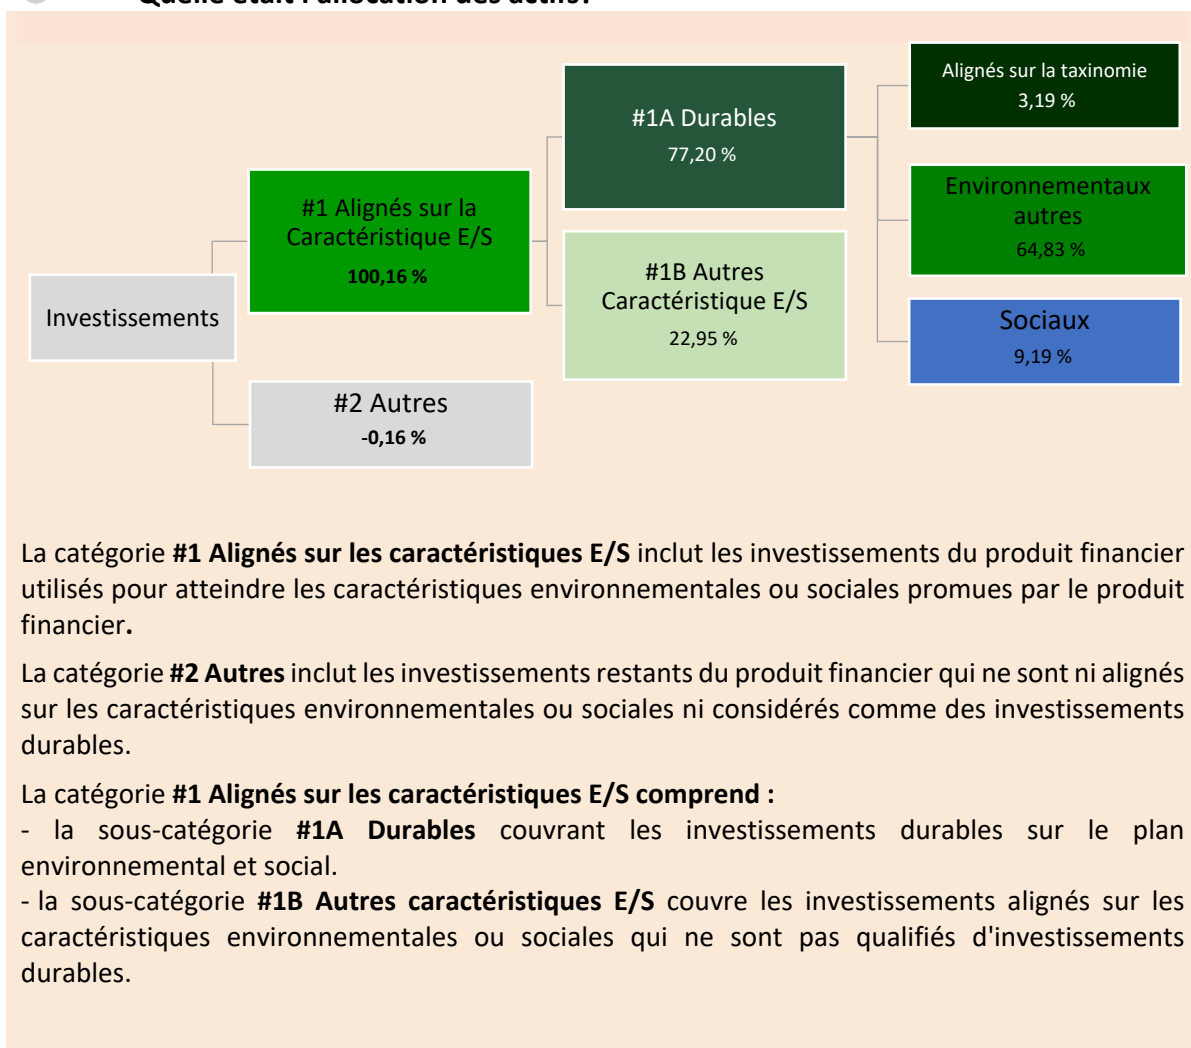 Quelle était l'allocation des actifs?
Investissements
#1 Alignés sur la
Caractéristique E/S
100,16 %
#2 Autres
-0,16 %
#1A Durables
77,20 %
#1B Autres
Caractéristique E/S
22,95 %
Alignés sur la taxinomie
3,19 %
Environnementaux
autres
64,83 %
Sociaux
9,19 %
La catégorie #1 Alignés sur les caractéristiques E/S inclut les investissements du produit financier
utilisés pour atteindre les caractéristiques environnementales ou sociales promues par le produit
financier.
La catégorie #2 Autres inclut les investissements restants du produit financier qui ne sont ni alignés
sur les caractéristiques environnementales ou sociales ni considérés comme des investissements
durables.
La catégorie #1 Alignés sur les caractéristiques E/S comprend :
- la sous-catégorie #1A Durables couvrant les investissements durables sur le plan
environnemental et social.
- la sous-catégorie #1B Autres caractéristiques E/S couvre les investissements alignés sur les
caractéristiques environnementales ou sociales qui ne sont pas qualifiés d'investissements
durables.